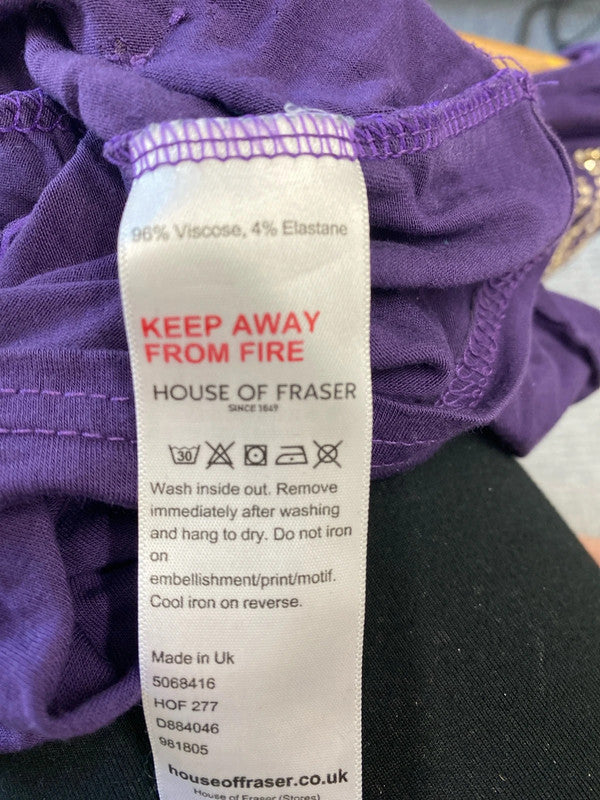 96% Viscose, 4% Elastane
KEEP AWAY
FROM FIRE
HOUSE OF FRASER
SINCE 1849
30
Wash inside out. Remove
immediately after washing
and hang to dry. Do not iron
on
embellishment/print/motif.
Cool iron on reverse.
Made in Uk
5068416
HOF 277
D884046
981805
houseoffraser.co.uk
House of Fraser (Stores)